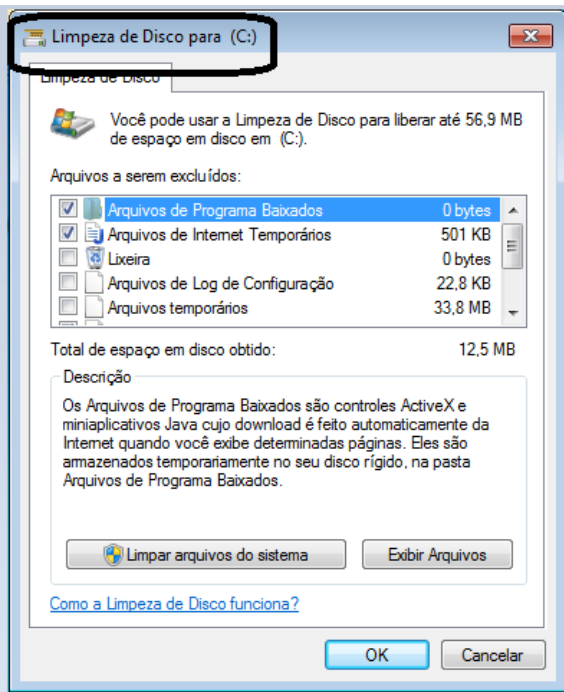 Limpeza de Disco para (C:)
Limpeza de Disco
Você pode usar a Limpeza de Disco para liberar até 56,9 MB
de espaço em disco em (C:).
Arquivos a serem excluídos:
Arquivos de Programa Baixados 0 bytes
Arquivos de Internet Temporários 501 KB
Lixeira 0 bytes
Arquivos de Log de Configuração 22,8 KB
Arquivos temporários 33,8 MB
Total de espaço em disco obtido: 12,5 MB
Descrição
Os Arquivos de Programa Baixados são controles ActiveX e
miniaplicativos Java cujo download é feito automaticamente da
Internet quando você exibe determinadas páginas. Eles são
armazenados temporariamente no seu disco rígido, na pasta
Arquivos de Programa Baixados.
Limpar arquivos do sistema Exibir Arquivos
Como a Limpeza de Disco funciona?
OK Cancelar